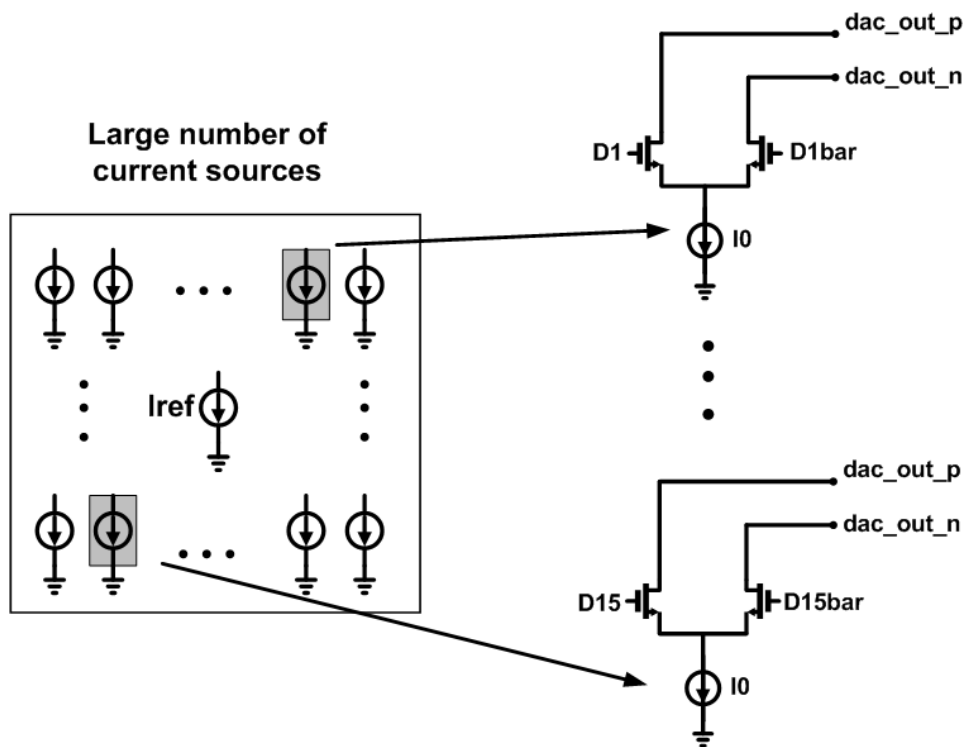 Large number of
current sources
Iref
dac_out_p
dac_out_n
D1
D1bar
I0
dac_out_p
dac_out_n
D15
D15bar
I0